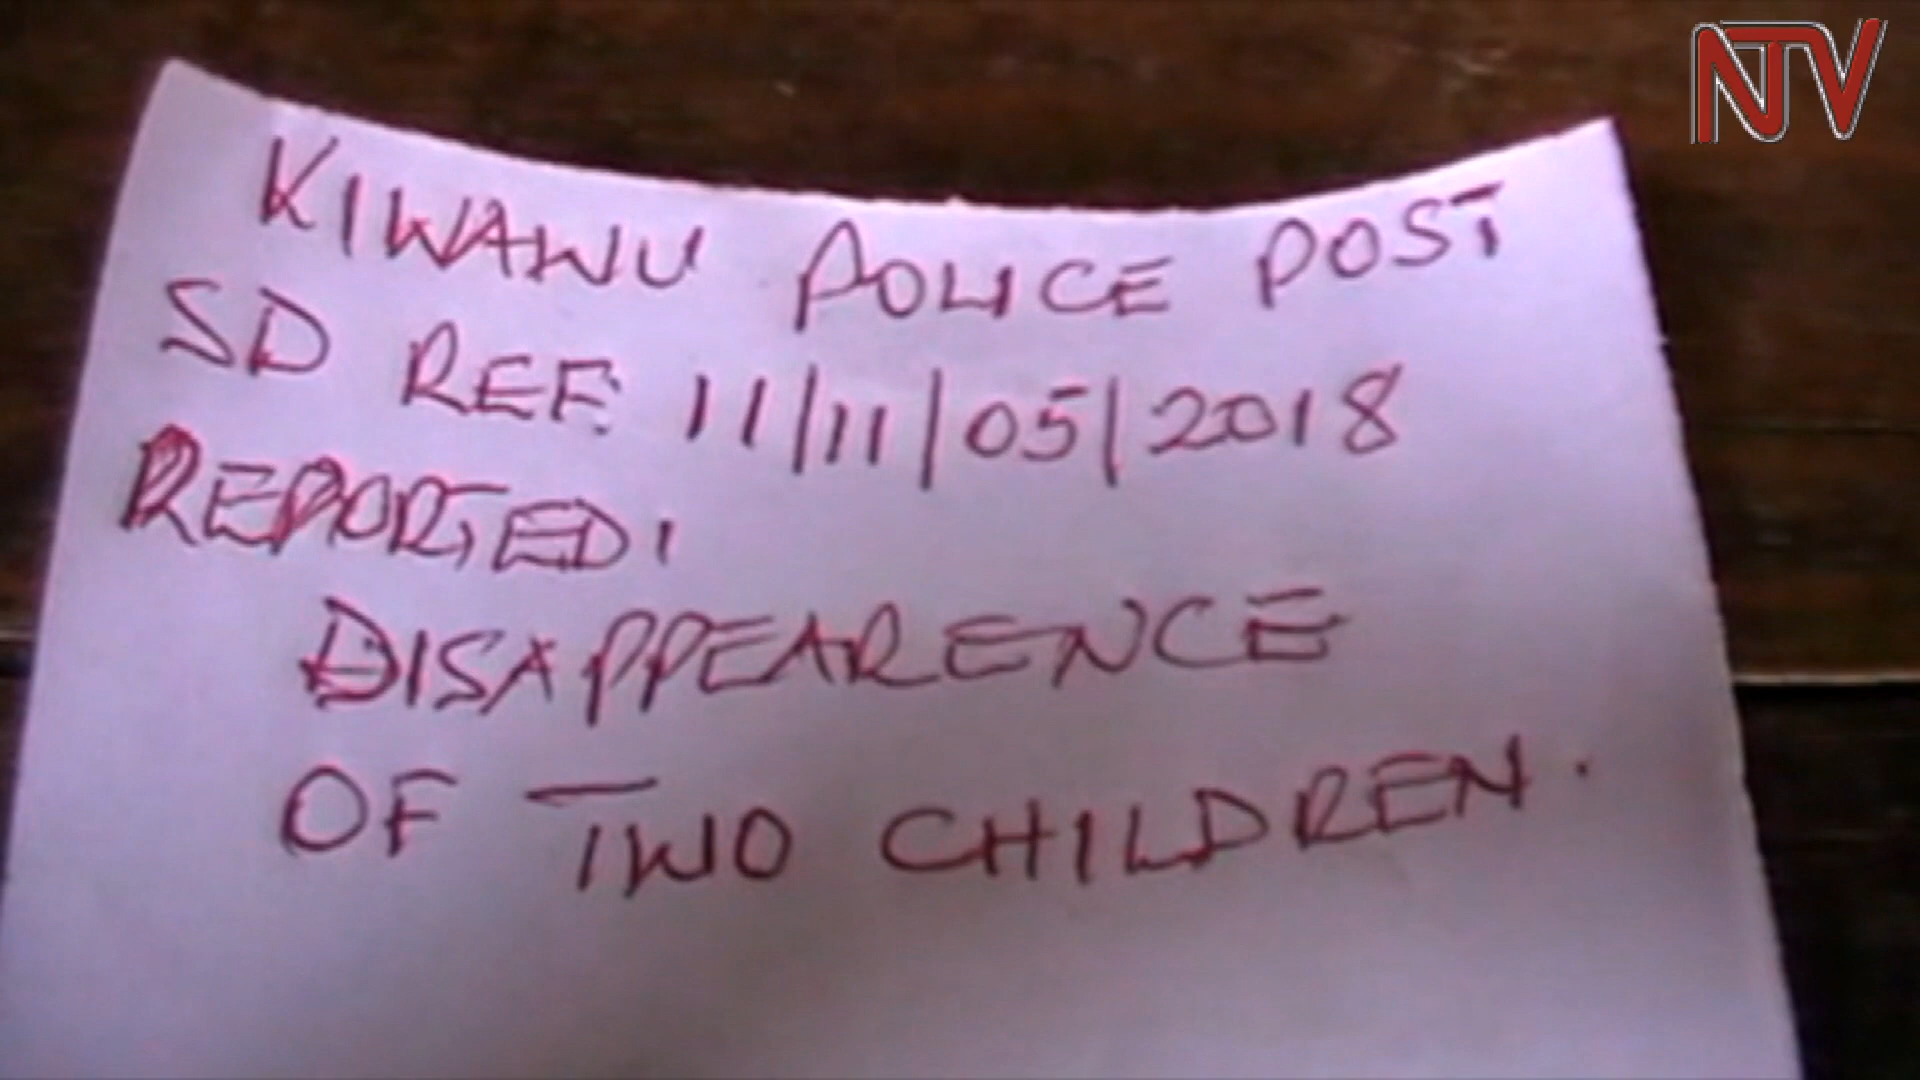 NTV
KIWAWU POLICE POST
SD REF: 11/11/05/2018
REPORTED:
DISAPPEARENCE
OF TWO CHILDREN.